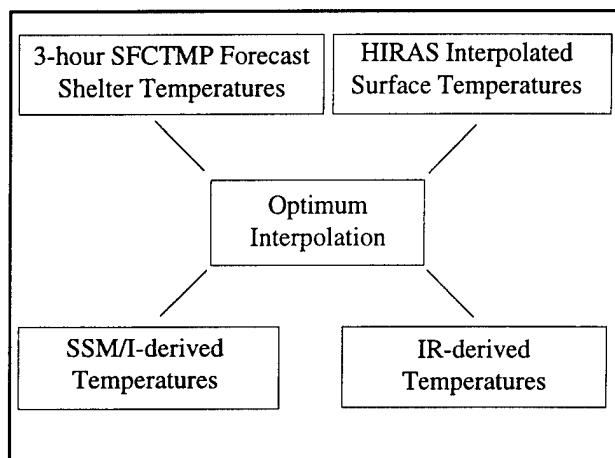 3-hour SFCTMP Forecast
Shelter Temperatures
HIRAS Interpolated
Surface Temperatures
Optimum
Interpolation
SSM/I-derived
Temperatures
IR-derived
Temperatures